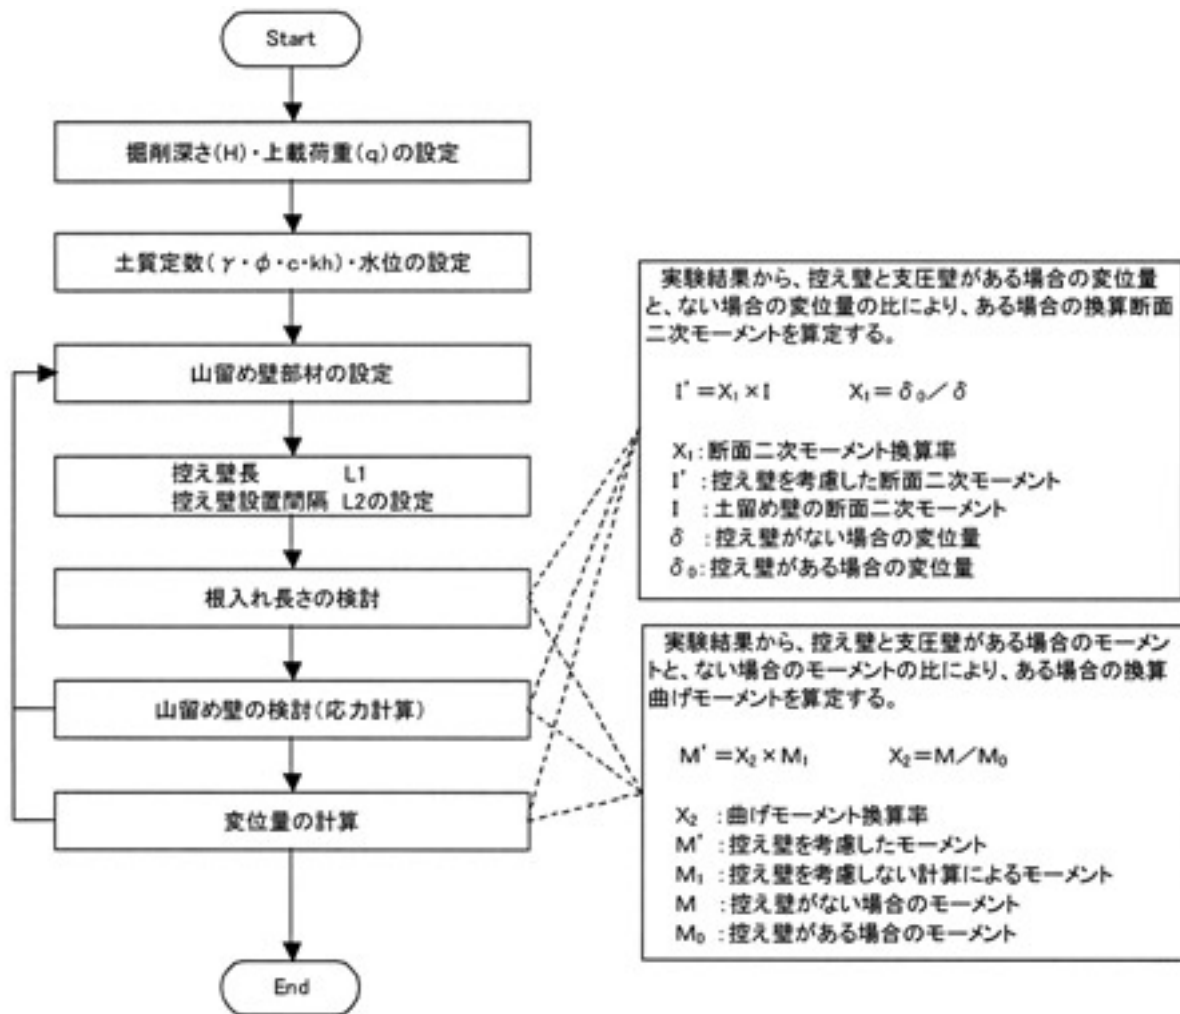 Start
掘削深さ(H)・上載荷重(q)の設定
土質定数(γ・φ・c・kh)・水位の設定
山留め壁部材の設定
控え壁長 L1
控え壁設置間隔 L2の設定
根入れ長さの検討
山留め壁の検討(応力計算)
変位量の計算
End
実験結果から、控え壁と支圧壁がある場合の変位量
と、ない場合の変位量の比により、ある場合の換算断面
二次モーメントを算定する。
I'=X₁×I X₁=δ₀/δ
X₁:断面二次モーメント換算率
I' :控え壁を考慮した断面二次モーメント
I :土留め壁の断面二次モーメント
δ :控え壁がない場合の変位量
δ₀:控え壁がある場合の変位量
実験結果から、控え壁と支圧壁がある場合のモーメン
トと、ない場合のモーメントの比により、ある場合の換算
曲げモーメントを算定する。
M'=X₂×M₁ X₂=M/M₀
X₂ :曲げモーメント換算率
M' :控え壁を考慮したモーメント
M₁ :控え壁を考慮しない計算によるモーメント
M :控え壁がない場合のモーメント
M₀ :控え壁がある場合のモーメント